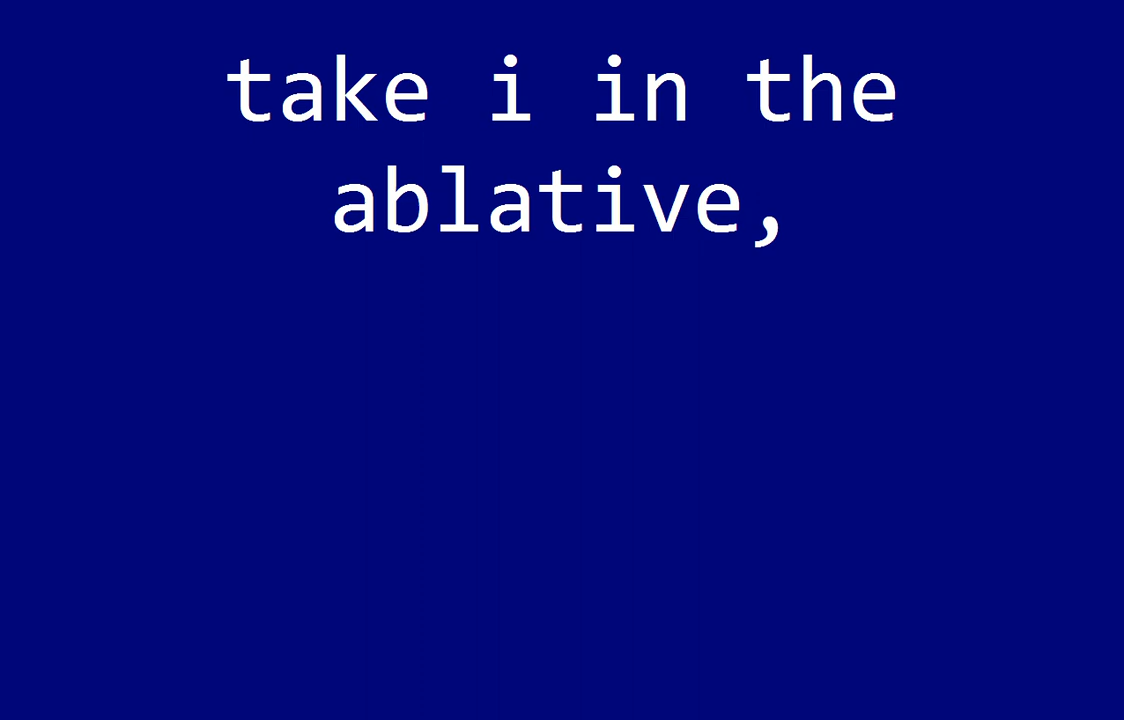 take i in the
ablative,